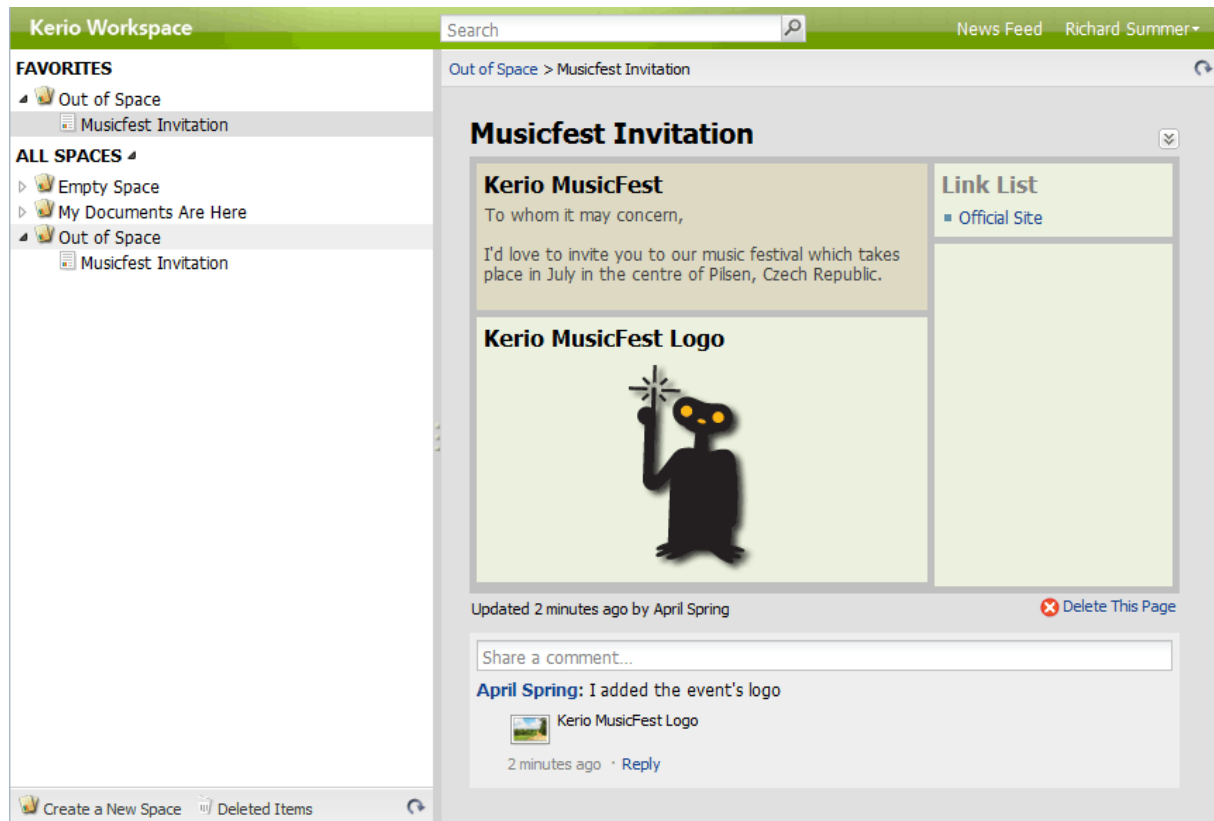 Kerio Workspace
Search
News Feed Richard Summer
FAVORITES
Out of Space
Musicfest Invitation
ALL SPACES
Empty Space
My Documents Are Here
Out of Space
Musicfest Invitation
Create a New Space Deleted Items
Out of Space > Musicfest Invitation
Musicfest Invitation
Kerio MusicFest
To whom it may concern,
I'd love to invite you to our music festival which takes
place in July in the centre of Pilsen, Czech Republic.
Link List
Official Site
Kerio MusicFest Logo
Updated 2 minutes ago by April Spring
Delete This Page
Share a comment...
April Spring: I added the event's logo
Kerio MusicFest Logo
2 minutes ago · Reply